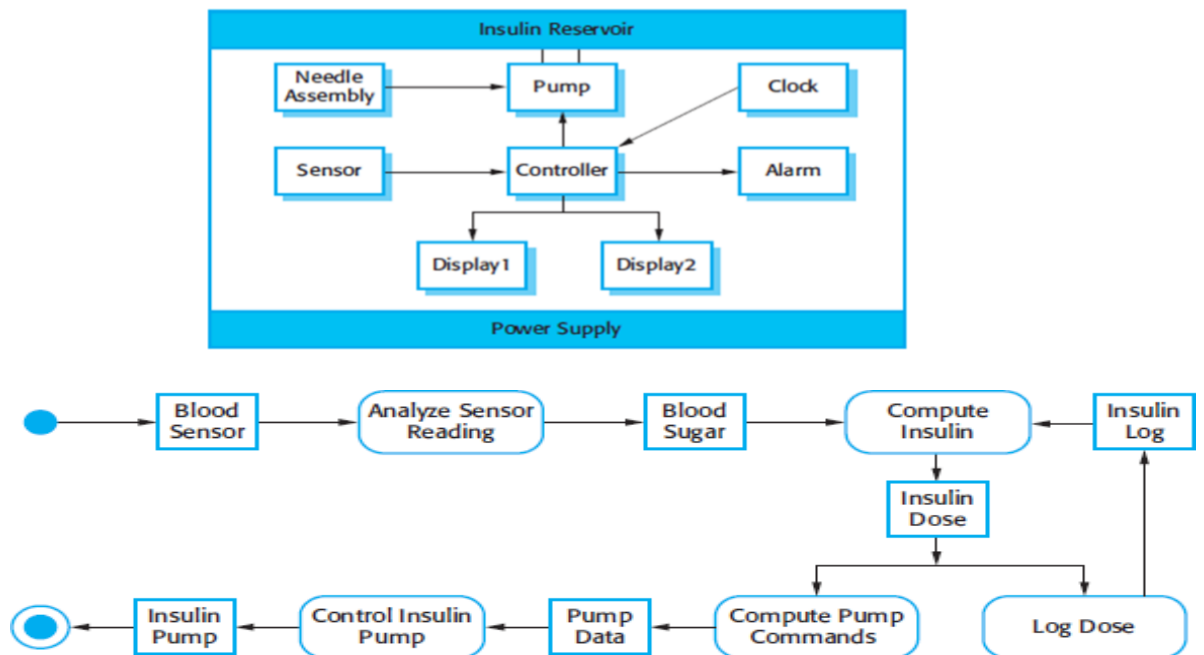 Insulin Reservoir
Needle
Assembly
Pump
Clock
Sensor
Controller
Alarm
Display1
Display2
Power Supply
Blood
Sensor
Analyze Sensor
Reading
Blood
Sugar
Compute
Insulin
Insulin
Log
Insulin
Dose
Insulin
Pump
Control Insulin
Pump
Pump
Data
Compute Pump
Commands
Log Dose